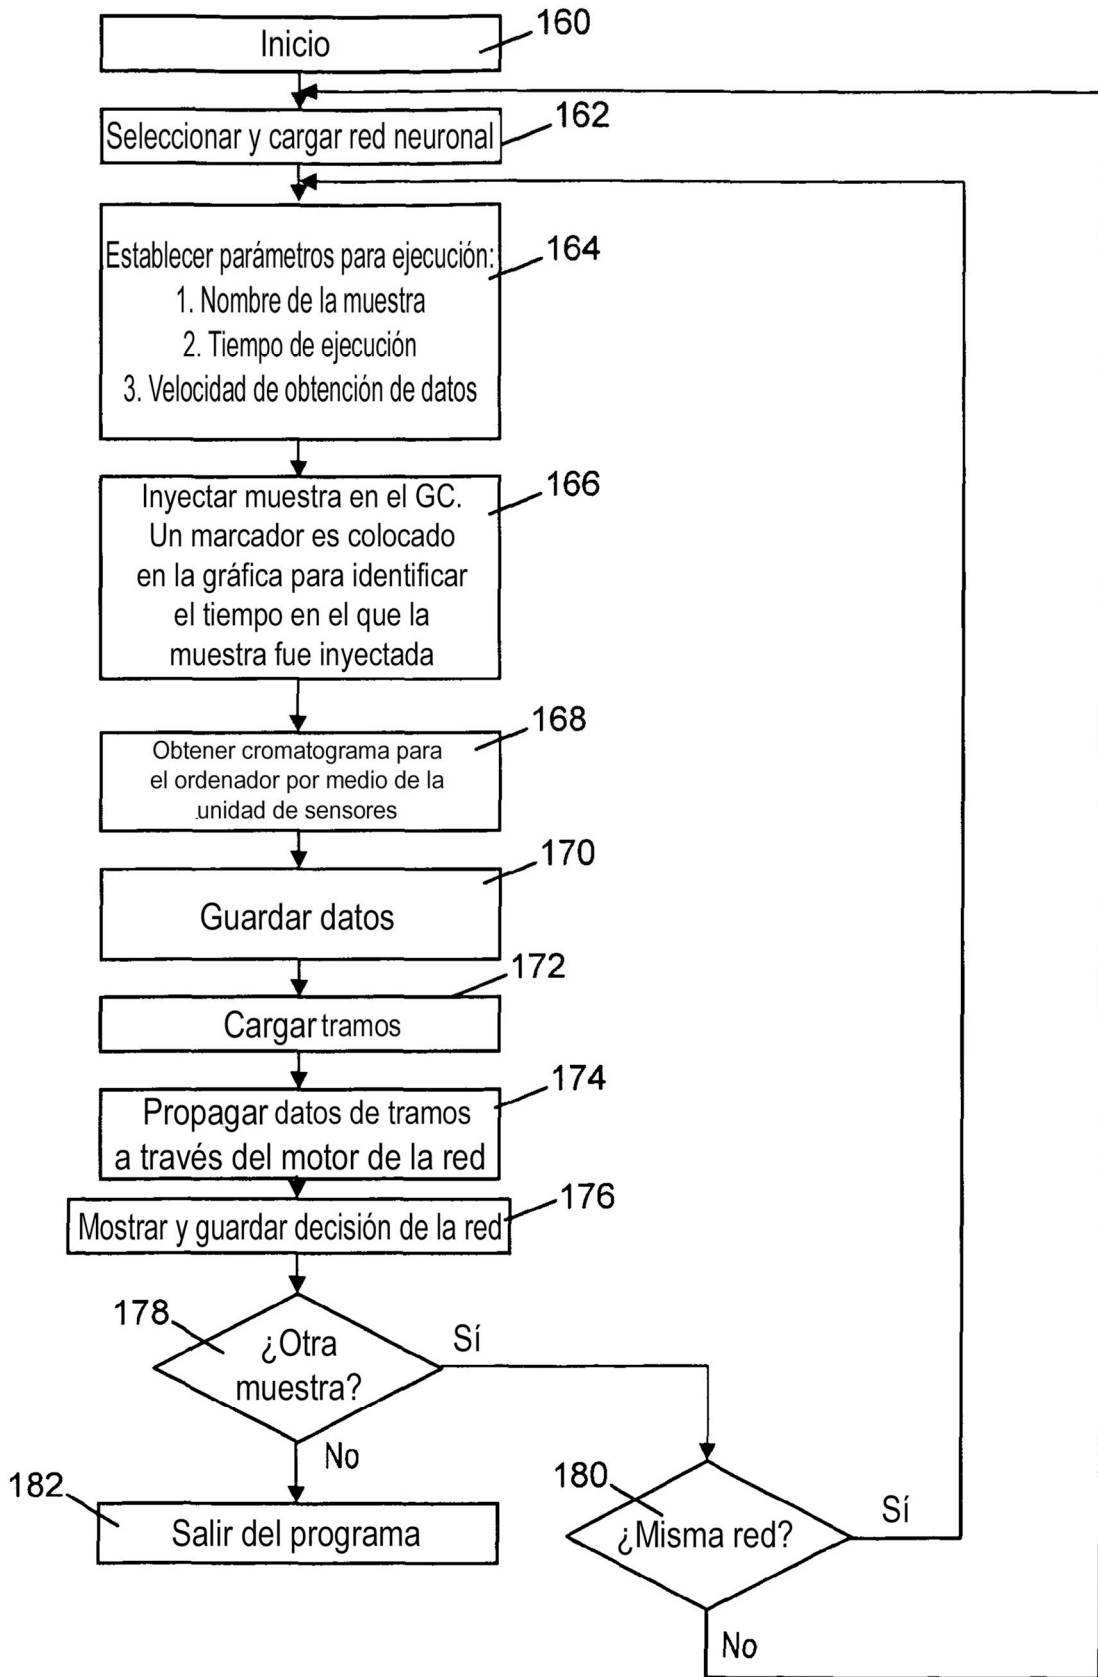 Inicio
160
Seleccionar y cargar red neuronal
162
Establecer parámetros para ejecución:
1. Nombre de la muestra
2. Tiempo de ejecución
3. Velocidad de obtención de datos
164
Inyectar muestra en el GC.
Un marcador es colocado
en la gráfica para identificar
el tiempo en el que la
muestra fue inyectada
166
Obtener cromatograma para
el ordenador por medio de la
unidad de sensores
168
Guardar datos
170
Cargar tramos
172
Propagar datos de tramos
a través del motor de la red
174
Mostrar y guardar decisión de la red
176
178
¿Otra
muestra?
Sí
No
182
Salir del programa
180
¿Misma red?
Sí
No